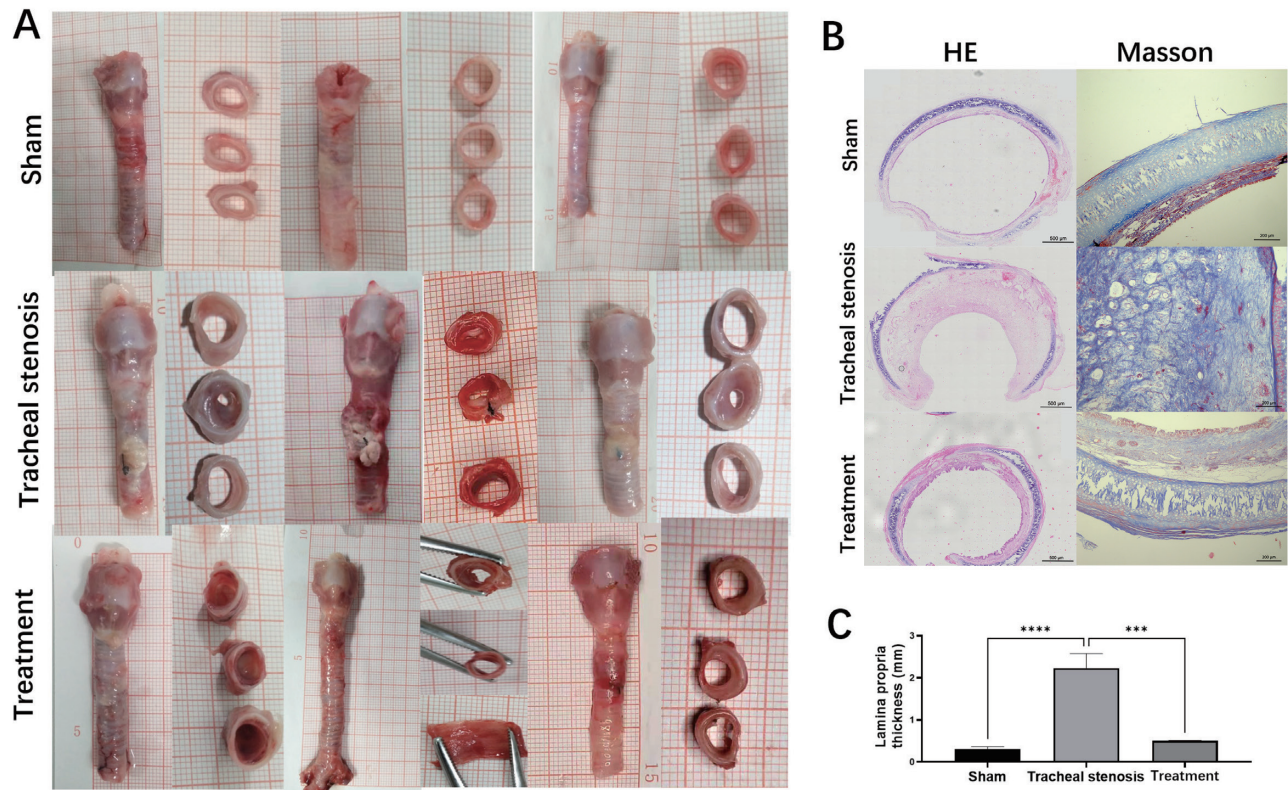 A
B
HE
Masson
Sham
Tracheal stenosis
Treatment
10
12
10
0
5
10
5
10
15
Sham
Tracheal stenosis
Treatment
500 μm
200 μm
500 μm
200 μm
500 μm
200 μm
C
Lamina propria
thickness (mm)
3
2
1
0
****
***
Sham
Tracheal stenosis
Treatment